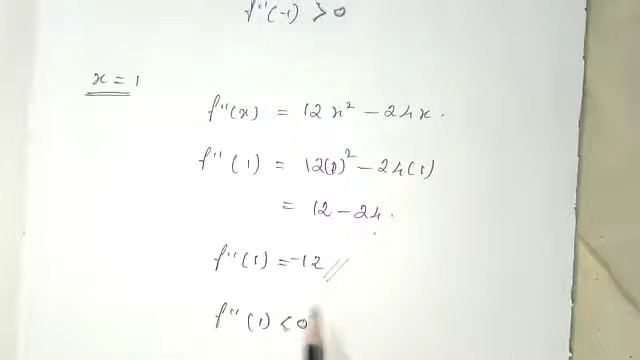 f''(-1) > 0
x = 1
f''(x) = 12x² - 24x.
f''(1) = 12(1)² - 24(1)
= 12 - 24.
f''(1) = -12 //
f''(1) < 0